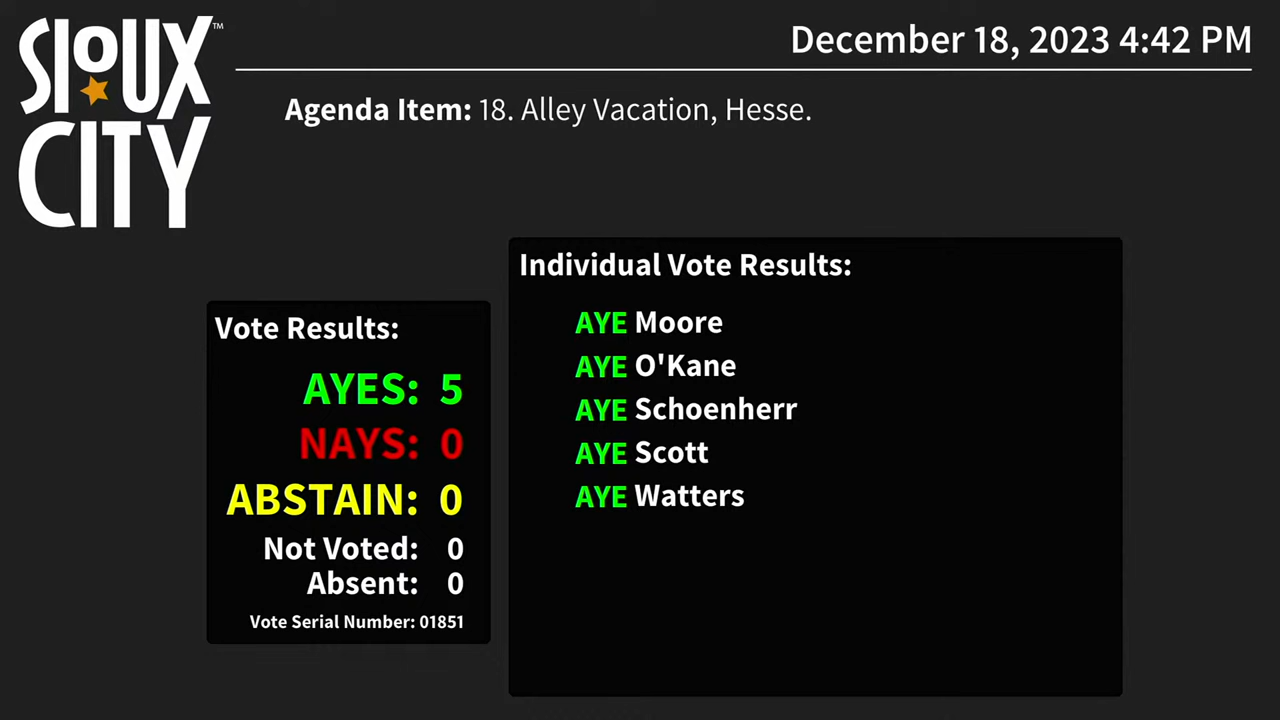 SIOUX
CITY
™
December 18, 2023 4:42 PM
Agenda Item: 18. Alley Vacation, Hesse.
Vote Results:
AYES: 5
NAYS: 0
ABSTAIN: 0
Not Voted: 0
Absent: 0
Vote Serial Number: 01851
Individual Vote Results:
AYE Moore
AYE O'Kane
AYE Schoenherr
AYE Scott
AYE Watters